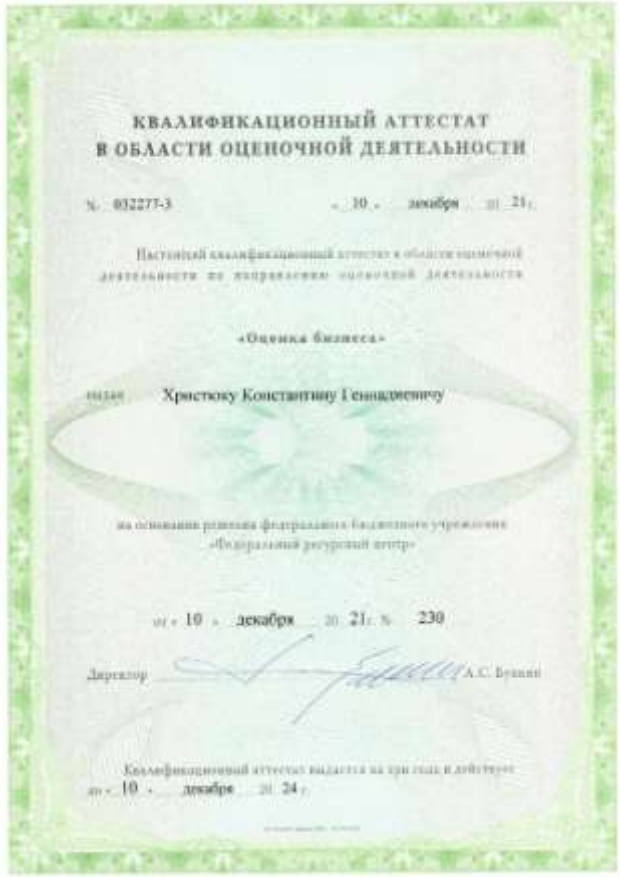 КВАЛИФИКАЦИОННЫЙ АТТЕСТАТ
В ОБЛАСТИ ОЦЕНОЧНОЙ ДЕЯТЕЛЬНОСТИ
№ 032277-3 « 10 » декабря 20 21 г.
Настоящий квалификационный аттестат в области оценочной
деятельности по направлению оценочной деятельности
«Оценка бизнеса»
выдан Христюку Константину Геннадиевичу
на основании решения федерального бюджетного учреждения
«Федеральный ресурсный центр»
от « 10 » декабря 20 21 г. № 230
Директор А.С. Бункин
Квалификационный аттестат выдается на три года и действует
до « 10 » декабря 20 24 г.